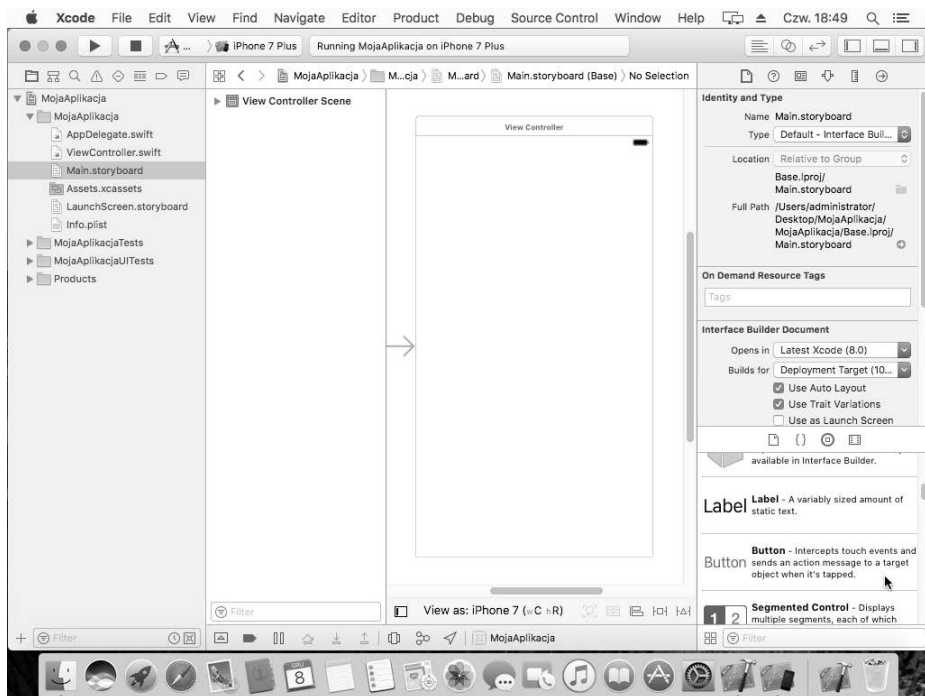 Xcode File Edit View Find Navigate Editor Product Debug Source Control Window Help Czw. 18:49
iPhone 7 Plus Running MojaAplikacja on iPhone 7 Plus
MojaAplikacja M...cja M...ard) Main.storyboard (Base) No Selection
MojaAplikacja
MojaAplikacja
AppDelegate.swift
ViewController.swift
Main.storyboard
Assets.xcassets
LaunchScreen.storyboard
Info.plist
MojaAplikacjaTests
MojaAplikacjaUITests
Products
Filter
View Controller Scene
Filter
View Controller
View as: iPhone 7 (wC hR)
MojaAplikacja
Identity and Type
Name Main.storyboard
Type Default - Interface Buil...
Location Relative to Group
Base.lproj/
Main.storyboard
Full Path /Users/administrator/
Desktop/MojaAplikacja/
MojaAplikacja/Base.lproj/
Main.storyboard
On Demand Resource Tags
Tags
Interface Builder Document
Opens in Latest Xcode (8.0)
Builds for Deployment Target (10...
Use Auto Layout
Use Trait Variations
Use as Launch Screen
{}
available in Interface Builder.
Label Label - A variably sized amount of
static text.
Button Button - Intercepts touch events and
sends an action message to a target
object when it's tapped.
1 2 Segmented Control - Displays
multiple segments, each of which
Filter
GRU
8